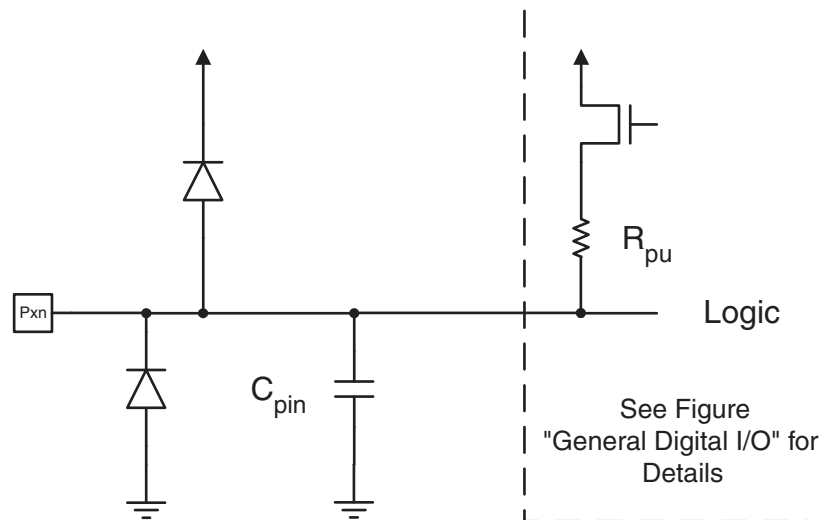 Pxn
C_pin
R_pu
Logic
See Figure
"General Digital I/O" for
Details